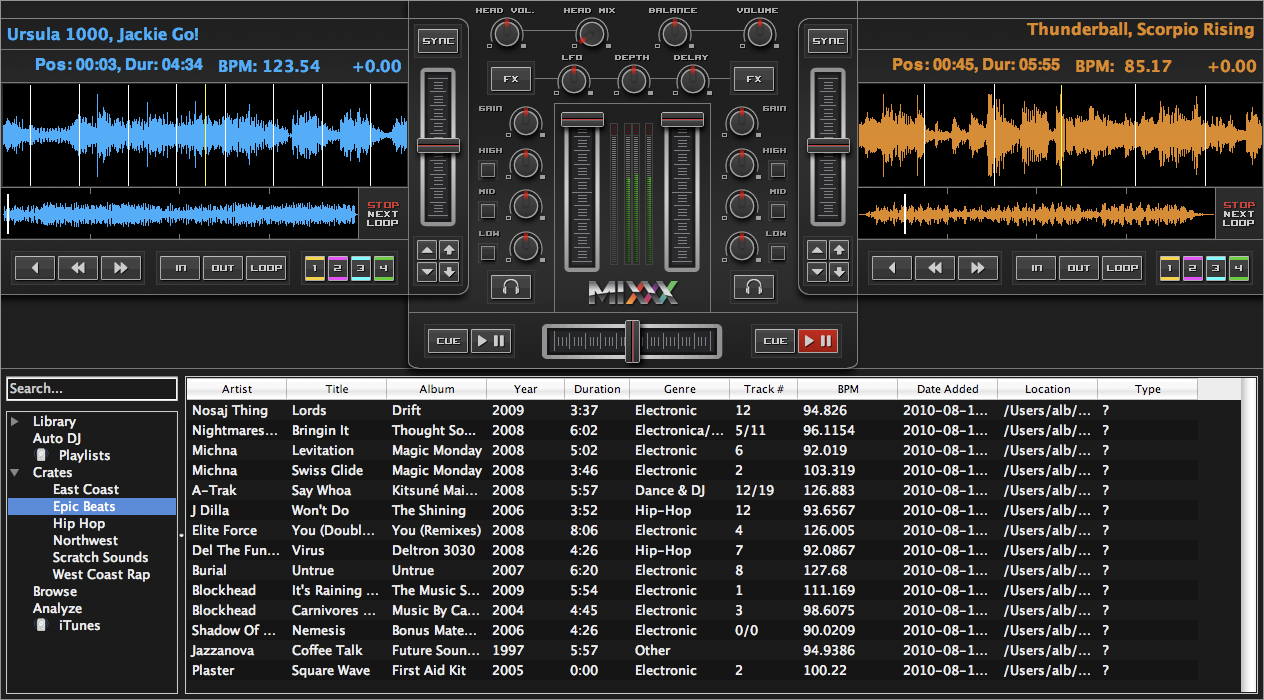 HEAD VOL. HEAD MIX BALANCE VOLUME
Ursula 1000, Jackie Go!
Thunderball, Scorpio Rising
SYNC
SYNC
Pos: 00:03, Dur: 04:34 BPM: 123.54 +0.00
Pos: 00:45, Dur: 05:55 BPM: 85.17 +0.00
LFO DEPTH DELAY
FX
FX
GAIN
GAIN
HIGH
HIGH
MID
MID
LOW
LOW
STOP
NEXT
LOOP
STOP
NEXT
LOOP
IN OUT LOOP 1 2 3 4
IN OUT LOOP 1 2 3 4
MIXXX
CUE
CUE
Search...
Library
Auto DJ
Playlists
Crates
East Coast
Epic Beats
Hip Hop
Northwest
Scratch Sounds
West Coast Rap
Browse
Analyze
iTunes
Artist Title Album Year Duration Genre Track # BPM Date Added Location Type
Nosaj Thing Lords Drift 2009 3:37 Electronic 12 94.826 2010-08-1... /Users/alb/... ?
Nightmares... Bringin It Thought So... 2008 6:02 Electronica/... 5/11 96.1154 2010-08-1... /Users/alb/... ?
Michna Levitation Magic Monday 2008 5:02 Electronic 6 92.019 2010-08-1... /Users/alb/... ?
Michna Swiss Glide Magic Monday 2008 3:46 Electronic 2 103.319 2010-08-1... /Users/alb/... ?
A-Trak Say Whoa Kitsuné Mai... 2008 5:57 Dance & DJ 12/19 126.883 2010-08-1... /Users/alb/... ?
J Dilla Won't Do The Shining 2006 3:52 Hip-Hop 12 93.6567 2010-08-1... /Users/alb/... ?
Elite Force You (Doubl... You (Remixes) 2008 8:06 Electronic 4 126.005 2010-08-1... /Users/alb/... ?
Del The Fun... Virus Deltron 3030 2008 4:26 Hip-Hop 7 92.0867 2010-08-1... /Users/alb/... ?
Burial Untrue Untrue 2007 6:20 Electronic 8 127.68 2010-08-1... /Users/alb/... ?
Blockhead It's Raining ... The Music S... 2009 5:54 Electronic 1 111.169 2010-08-1... /Users/alb/... ?
Blockhead Carnivores ... Music By Ca... 2004 4:45 Electronic 3 98.6075 2010-08-1... /Users/alb/... ?
Shadow Of ... Nemesis Bonus Mate... 2006 4:26 Electronic 0/0 90.0209 2010-08-1... /Users/alb/... ?
Jazzanova Coffee Talk Future Soun... 1997 5:57 Other 94.9386 2010-08-1... /Users/alb/... ?
Plaster Square Wave First Aid Kit 2005 0:00 Electronic 2 100.22 2010-08-1... /Users/alb/... ?